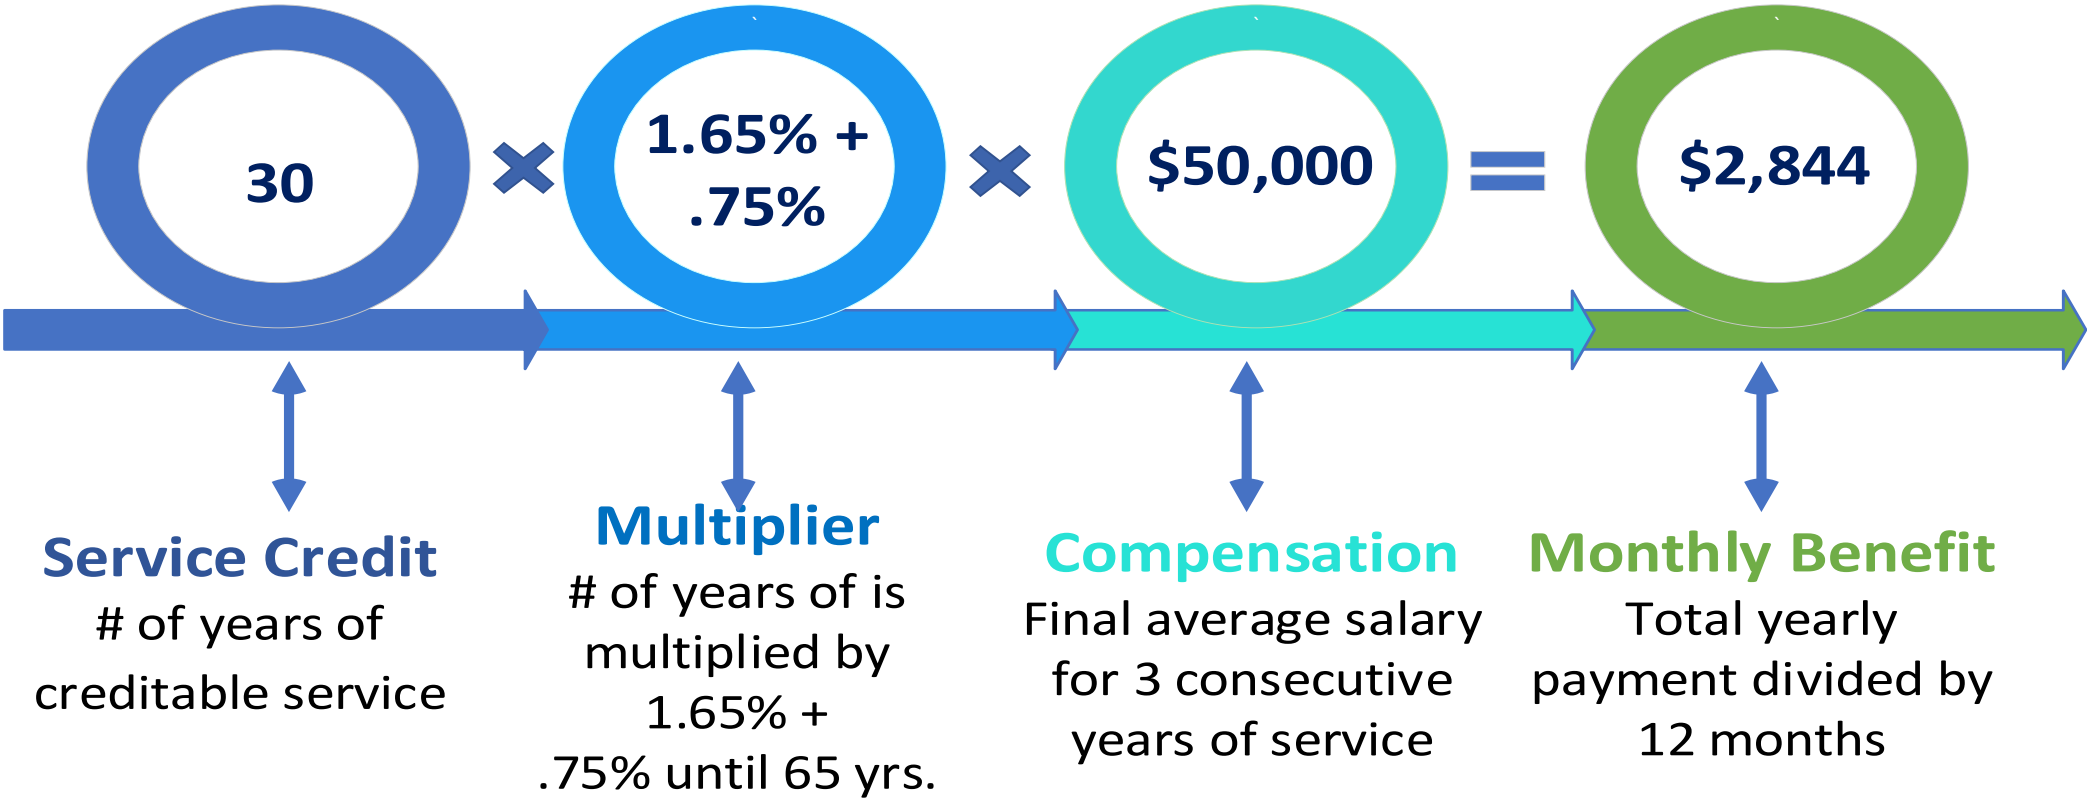 30
1.65% +
.75%
$50,000
$2,844
Service Credit
# of years of
creditable service
Multiplier
# of years of is
multiplied by
1.65% +
.75% until 65 yrs.
Compensation
Final average salary
for 3 consecutive
years of service
Monthly Benefit
Total yearly
payment divided by
12 months